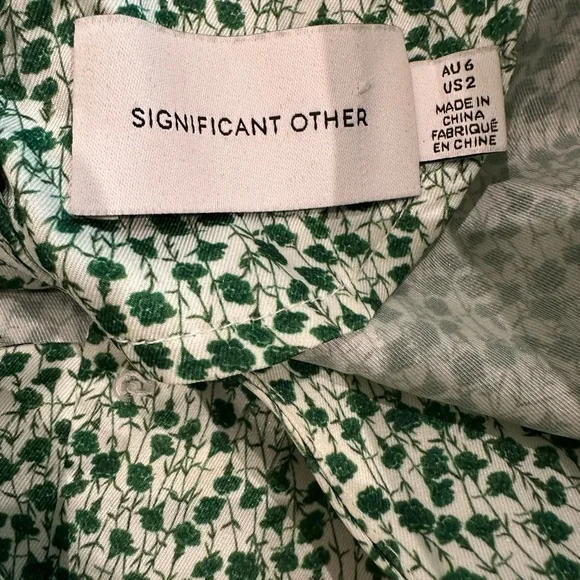 SIGNIFICANT OTHER
AU 6
US 2
MADE IN
CHINA
FABRIQUÉ
EN CHINE